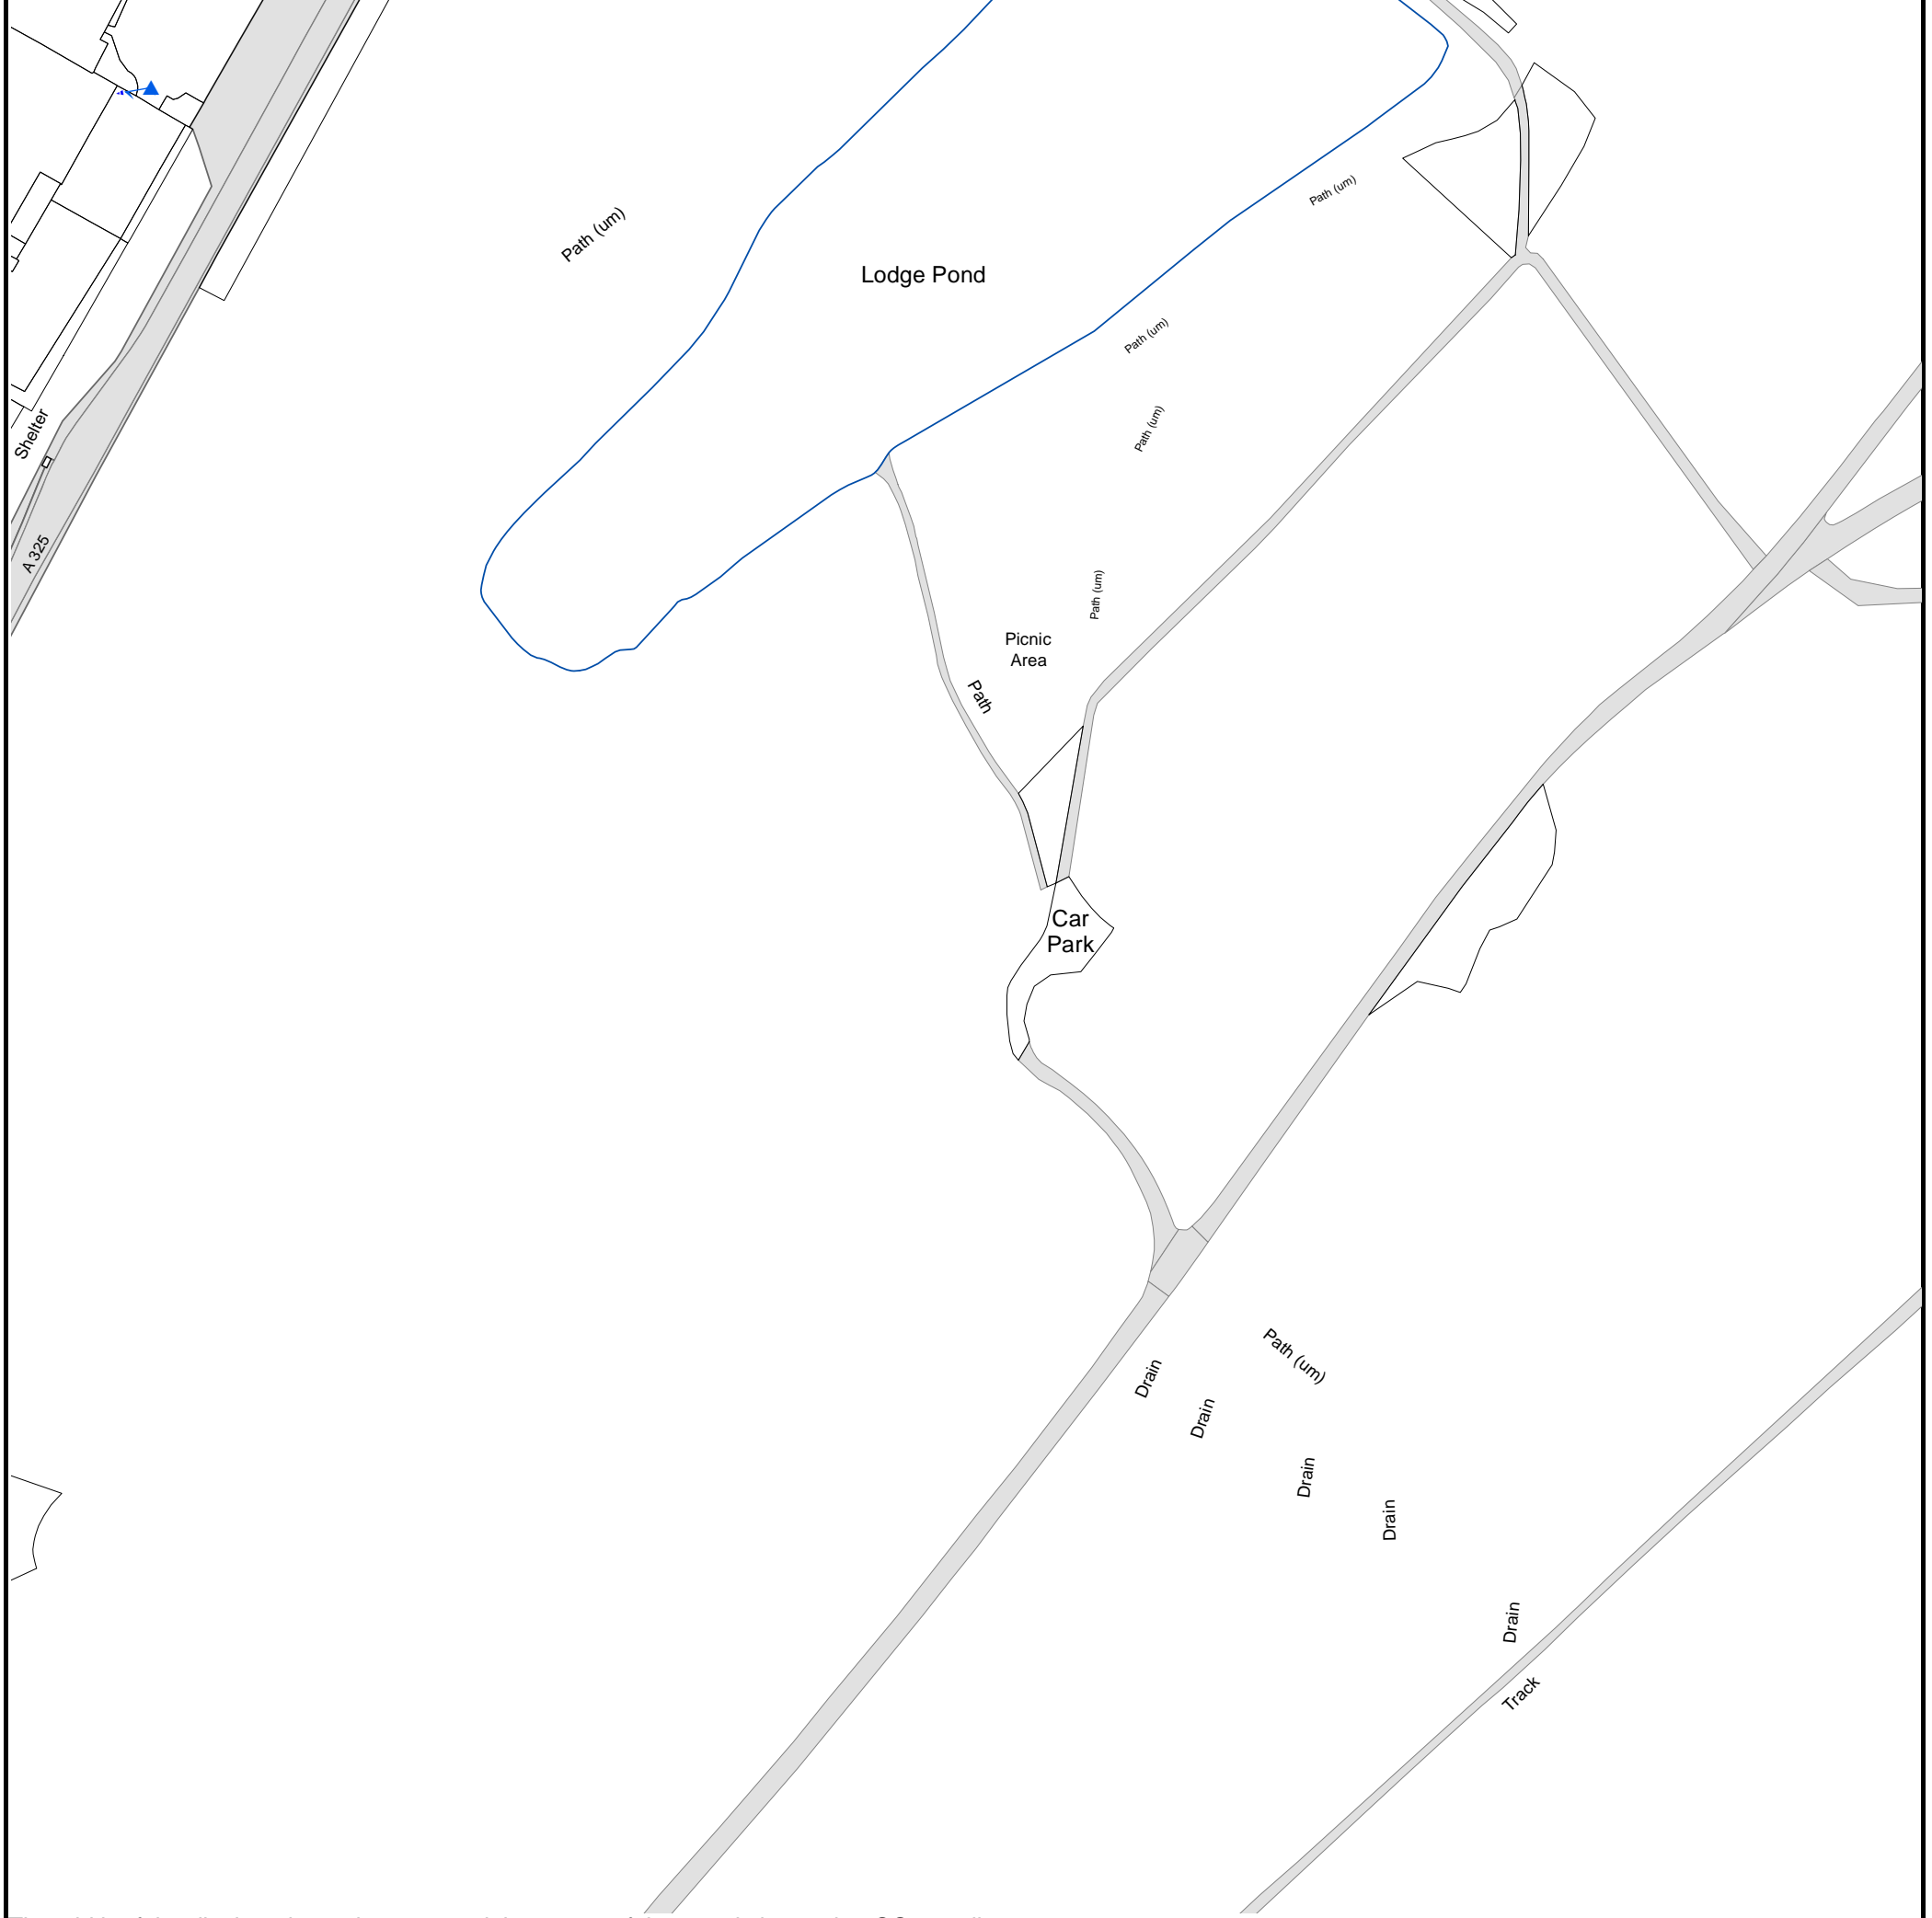 Path (um)
Path (um)
Lodge Pond
Path (um)
Path (um)
Shelter
A 325
Path (um)
Picnic
Area
Path
Car
Park
Path (um)
Drain
Drain
Drain
Drain
Drain
Track